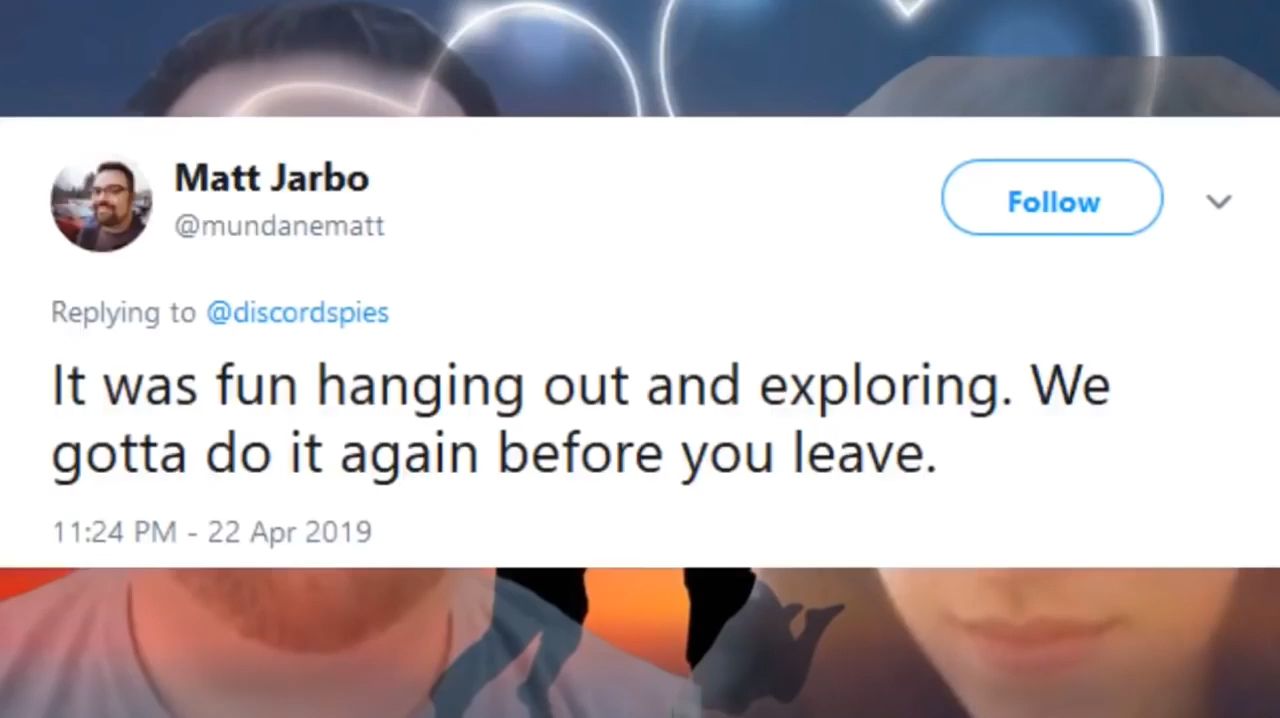 Matt Jarbo
@mundanematt
Follow
Replying to @discordspies
It was fun hanging out and exploring. We
gotta do it again before you leave.
11:24 PM - 22 Apr 2019